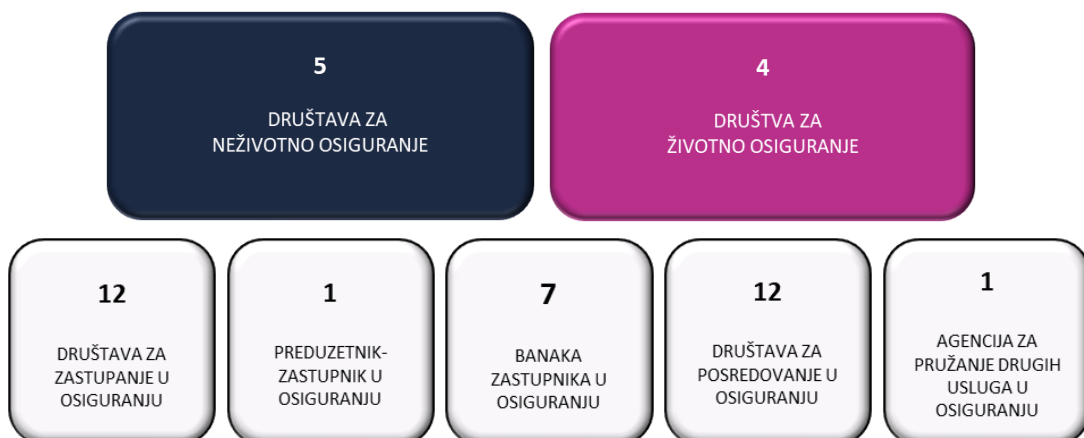 5
DRUŠTAVA ZA
NEŽIVOTNO OSIGURANJE
4
DRUŠTVA ZA
ŽIVOTNO OSIGURANJE
12
DRUŠTAVA ZA
ZASTUPANJE U
OSIGURANJU
1
PREDUZETNIK-
ZASTUPNIK U
OSIGURANJU
7
BANAKA
ZASTUPNIKA U
OSIGURANJU
12
DRUŠTAVA ZA
POSREDOVANJE U
OSIGURANJU
1
AGENCIJA ZA
PRUŽANJE DRUGIH
USLUGA U
OSIGURANJU